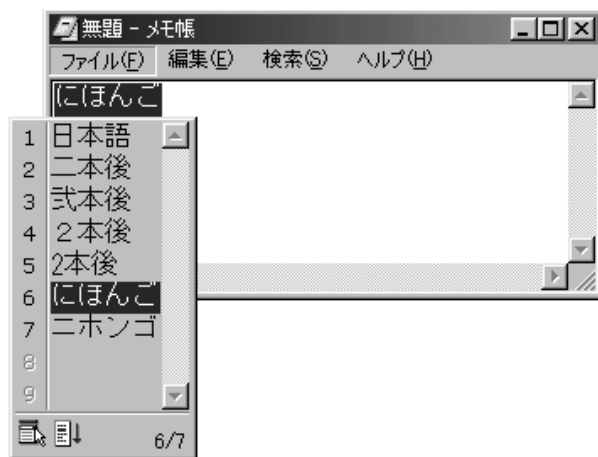 無題 - メモ帳
ファイル(F) 編集(E) 検索(S) ヘルプ(H)
にほんご
1 日本語
2 二本後
3 弐本後
4 2本後
5 2本後
6 にほんご
7 ニホンゴ
8
9
6/7